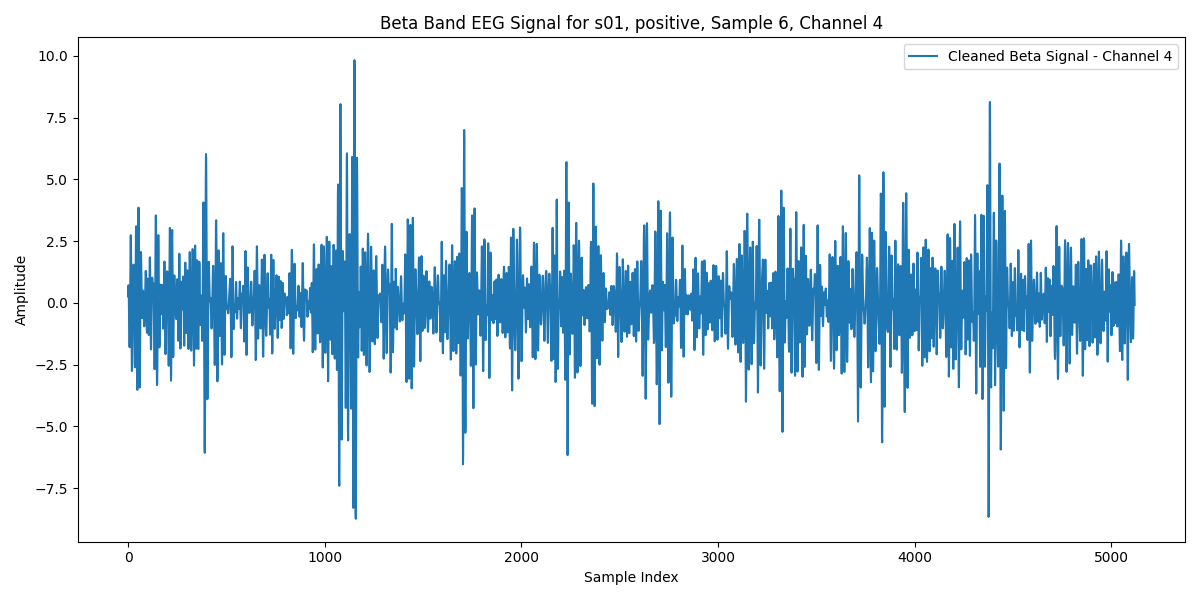 Beta Band EEG Signal for s01, positive, Sample 6, Channel 4
Cleaned Beta Signal - Channel 4
10.0
7.5
5.0
2.5
0.0
−2.5
−5.0
−7.5
Amplitude
0 1000 2000 3000 4000 5000
Sample Index